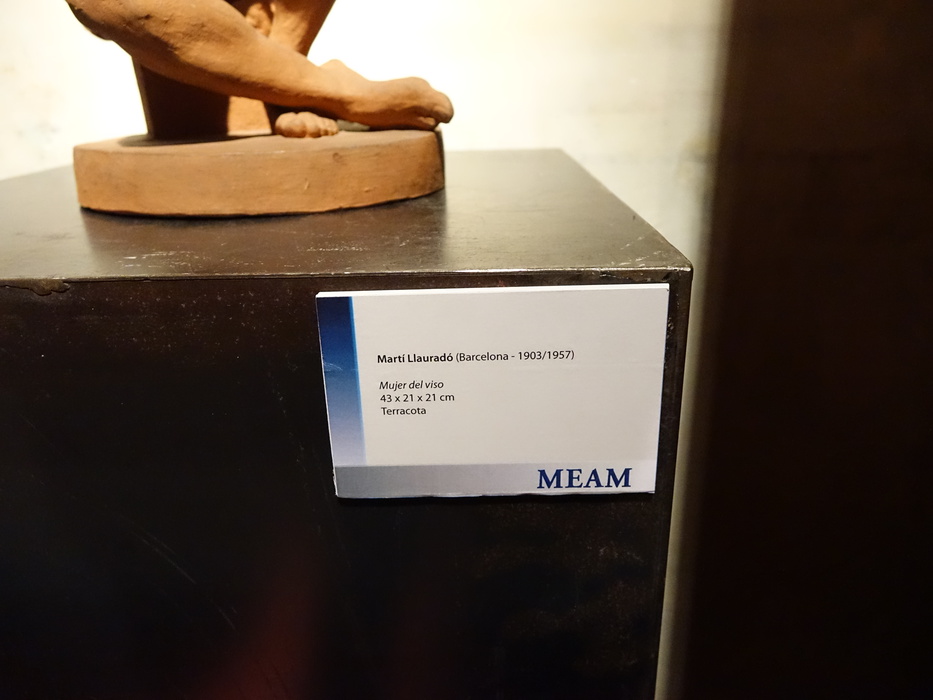 Martí Llauradó (Barcelona - 1903/1957)
Mujer del viso
43 x 21 x 21 cm
Terracota
MEAM